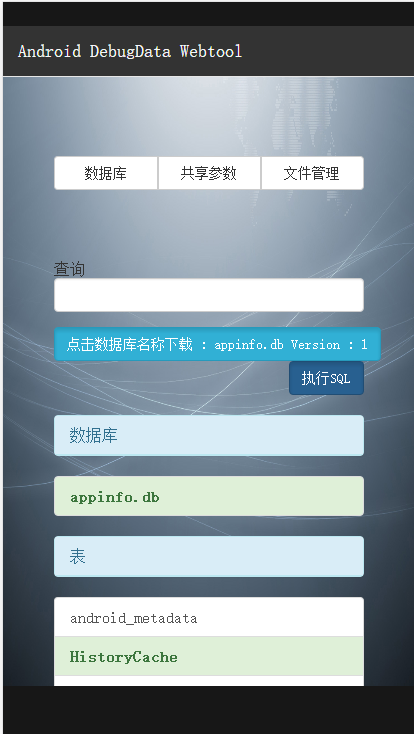 Android DebugData Webtool
数据库 共享参数 文件管理
查询
点击数据库名称下载 : appinfo.db Version : 1
执行SQL
数据库
appinfo.db
表
android_metadata
HistoryCache